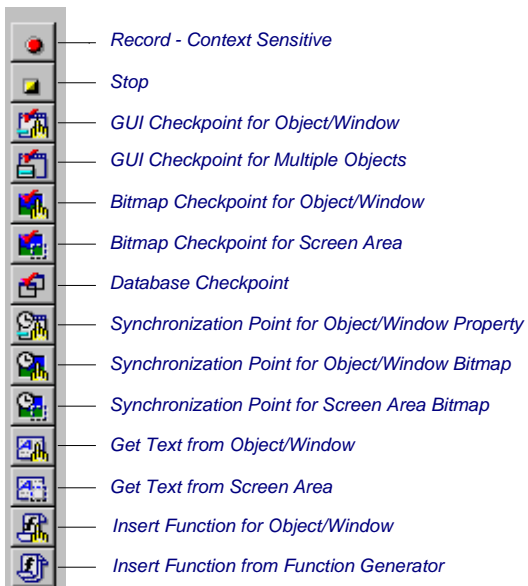 Record - Context Sensitive
Stop
GUI Checkpoint for Object/Window
GUI Checkpoint for Multiple Objects
Bitmap Checkpoint for Object/Window
Bitmap Checkpoint for Screen Area
Database Checkpoint
Synchronization Point for Object/Window Property
Synchronization Point for Object/Window Bitmap
Synchronization Point for Screen Area Bitmap
Get Text from Object/Window
Get Text from Screen Area
Insert Function for Object/Window
Insert Function from Function Generator